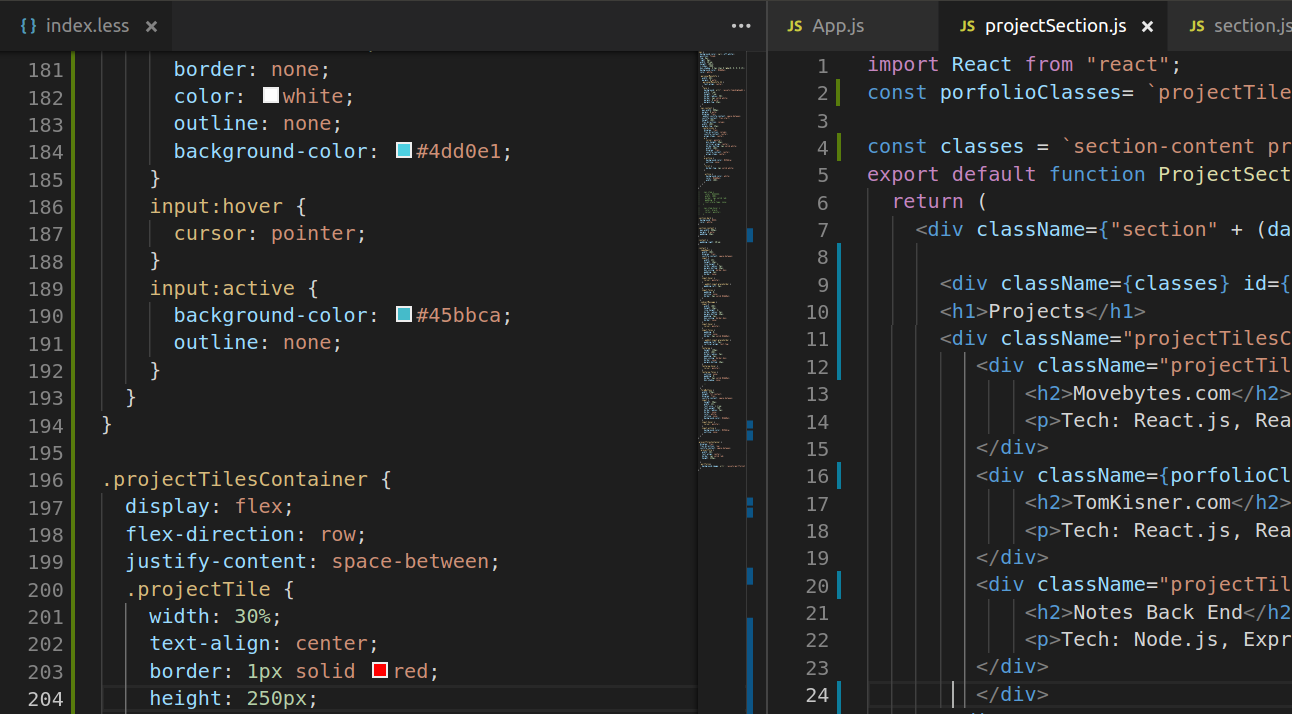 {} index.less ×
181 border: none;
182 color: white;
183 outline: none;
184 background-color: #4dd0e1;
185 }
186 input:hover {
187 cursor: pointer;
188 }
189 input:active {
190 background-color: #45bbca;
191 outline: none;
192 }
193 }
194 }
195
196 .projectTilesContainer {
197 display: flex;
198 flex-direction: row;
199 justify-content: space-between;
200 .projectTile {
201 width: 30%;
202 text-align: center;
203 border: 1px solid red;
204 height: 250px;
JS App.js JS projectSection.js × JS section.js
1 import React from "react";
2 const porfolioClasses= `projectTile
3
4 const classes = `section-content pr
5 export default function ProjectSect
6 return (
7 <div className={"section" + (da
8
9 <div className={classes} id={
10 <h1>Projects</h1>
11 <div className="projectTilesC
12 <div className="projectTil
13 <h2>Movebytes.com</h2>
14 <p>Tech: React.js, Rea
15 </div>
16 <div className={porfolioCl
17 <h2>TomKisner.com</h2>
18 <p>Tech: React.js, Rea
19 </div>
20 <div className="projectTil
21 <h2>Notes Back End</h2
22 <p>Tech: Node.js, Expr
23 </div>
24 </div>